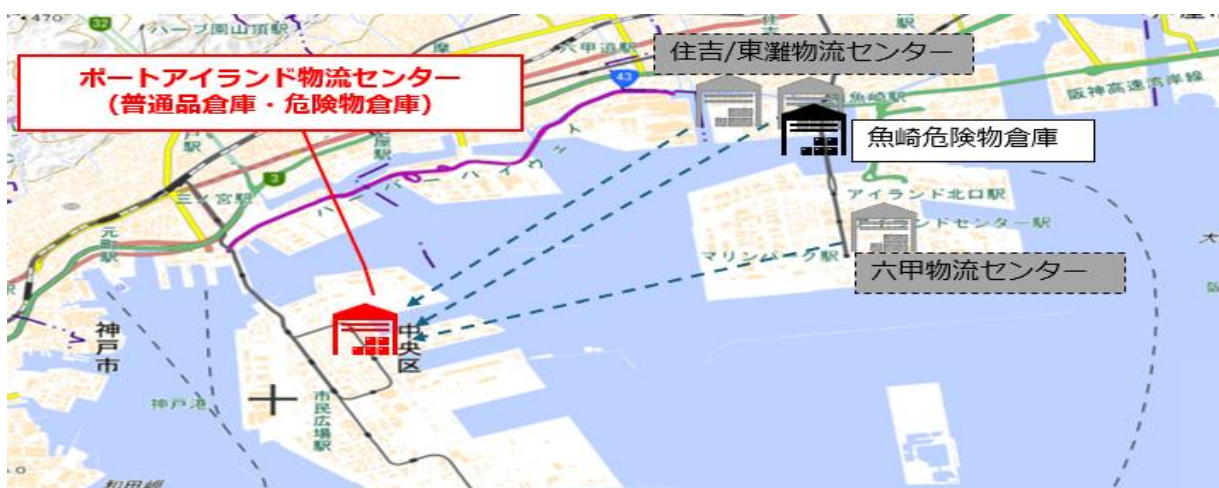 470
32
ハーブ園山頂駅
六甲道駅
43
住吉/東灘物流センター
魚崎駅
阪神高速湾岸線
ポートアイランド物流センター
(普通品倉庫・危険物倉庫)
魚崎危険物倉庫
ハーバーハイウェイ
三ノ宮駅
3
元町駅
アイランド北口駅
アイランドセンター駅
マリンパーク駅
六甲物流センター
大
神戸市
中央区
神戸港
市民広場駅
和田岬